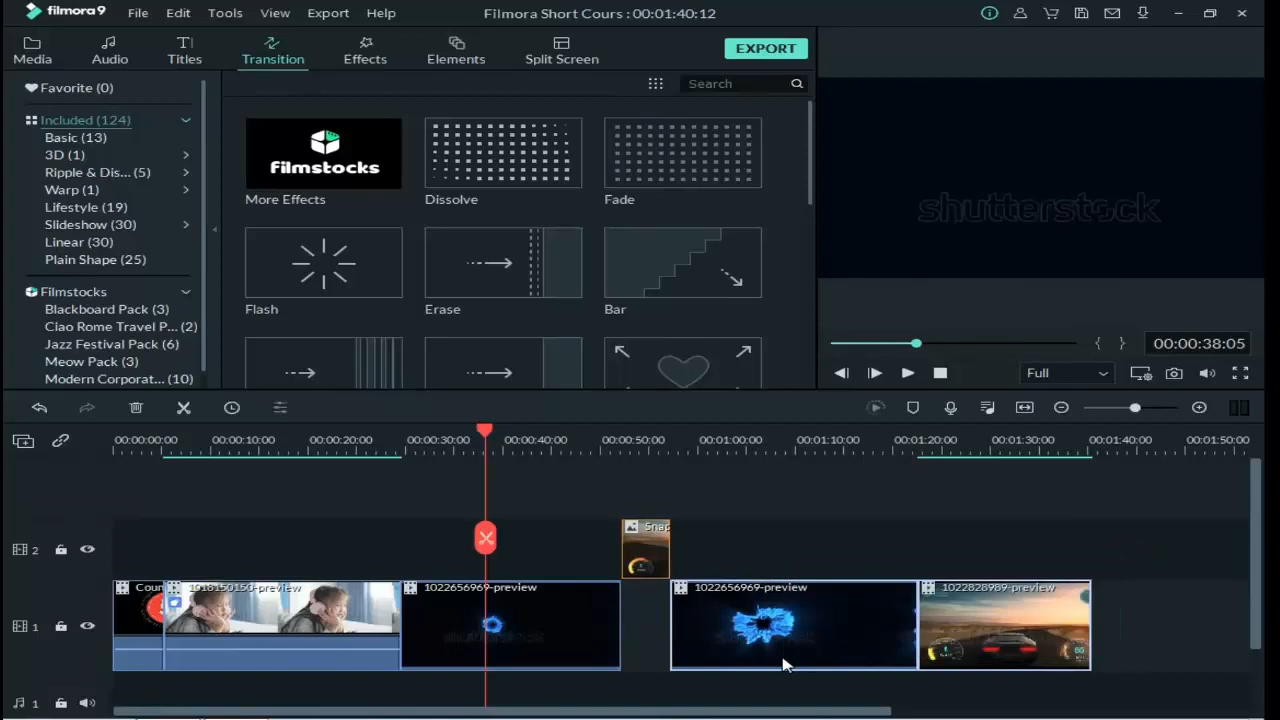 filmora9 File Edit Tools View Export Help Filmora Short Cours : 00:01:40:12
Media Audio Titles Transition Effects Elements Split Screen EXPORT
Favorite (0)
Included (124)
Basic (13)
3D (1)
Ripple & Dis... (5)
Warp (1)
Lifestyle (19)
Slideshow (30)
Linear (30)
Plain Shape (25)
Filmstocks
Blackboard Pack (3)
Ciao Rome Travel P... (2)
Jazz Festival Pack (6)
Meow Pack (3)
Modern Corporat... (10)
Search
filmstocks
More Effects Dissolve Fade
Flash Erase Bar
shutterstock
00:00:38:05
Full
00:00:00:00 00:00:10:00 00:00:20:00 00:00:30:00 00:00:40:00 00:00:50:00 00:01:00:00 00:01:10:00 00:01:20:00 00:01:30:00 00:01:40:00 00:01:50:00
2 Snap
Coun 1018150150-preview 1022656969-preview 1022656969-preview 1022828989-preview
1
1